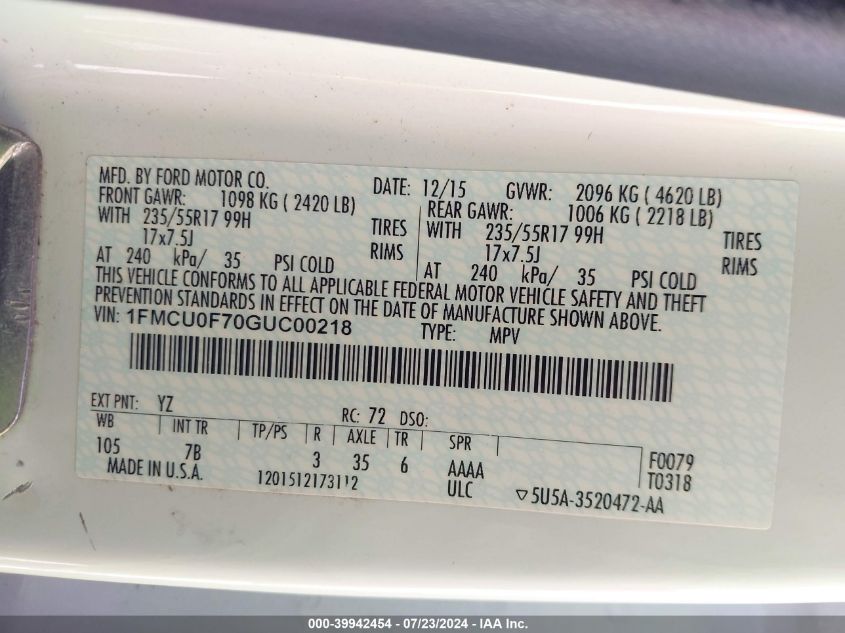 MFD. BY FORD MOTOR CO. DATE: 12/15 GVWR: 2096 KG ( 4620 LB)
FRONT GAWR: 1098 KG ( 2420 LB) REAR GAWR: 1006 KG ( 2218 LB)
WITH 235/55R17 99H TIRES WITH 235/55R17 99H TIRES
17x7.5J RIMS 17x7.5J RIMS
AT 240 kPa/ 35 PSI COLD AT 240 kPa/ 35 PSI COLD
THIS VEHICLE CONFORMS TO ALL APPLICABLE FEDERAL MOTOR VEHICLE SAFETY AND THEFT
PREVENTION STANDARDS IN EFFECT ON THE DATE OF MANUFACTURE SHOWN ABOVE.
VIN: 1FMCU0F70GUC00218 TYPE: MPV
EXT PNT: YZ RC: 72 DSO:
WB INT TR TP/PS R AXLE TR SPR
105 7B 3 35 6 AAAA F0079
MADE IN U.S.A. 1201512173112 ULC T0318
▽5U5A-3520472-AA
000-39942454 / 07/23/2024 - IAA Inc.